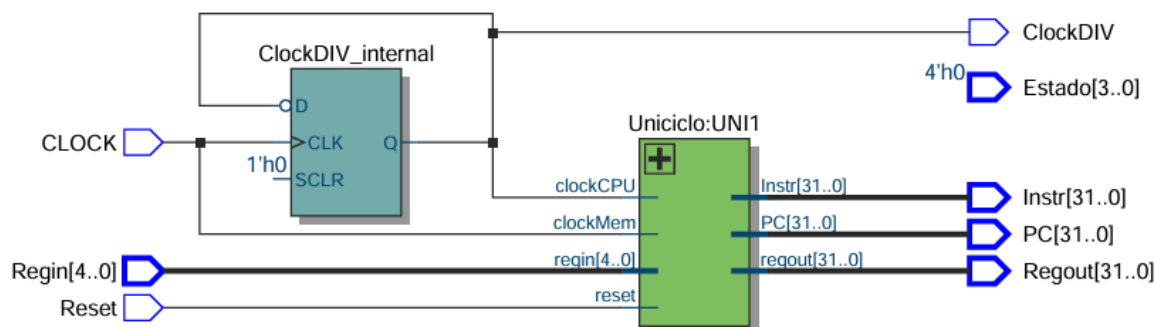 ClockDIV
ClockDIV_internal
4'h0
Estado[3..0]
D
Uniciclo:UNI1
CLOCK
CLK
Q
1'h0
SCLR
clockCPU
Instr[31..0]
Instr[31..0]
clockMem
PC[31..0]
PC[31..0]
Regin[4..0]
regin[4..0]
regout[31..0]
Regout[31..0]
Reset
reset